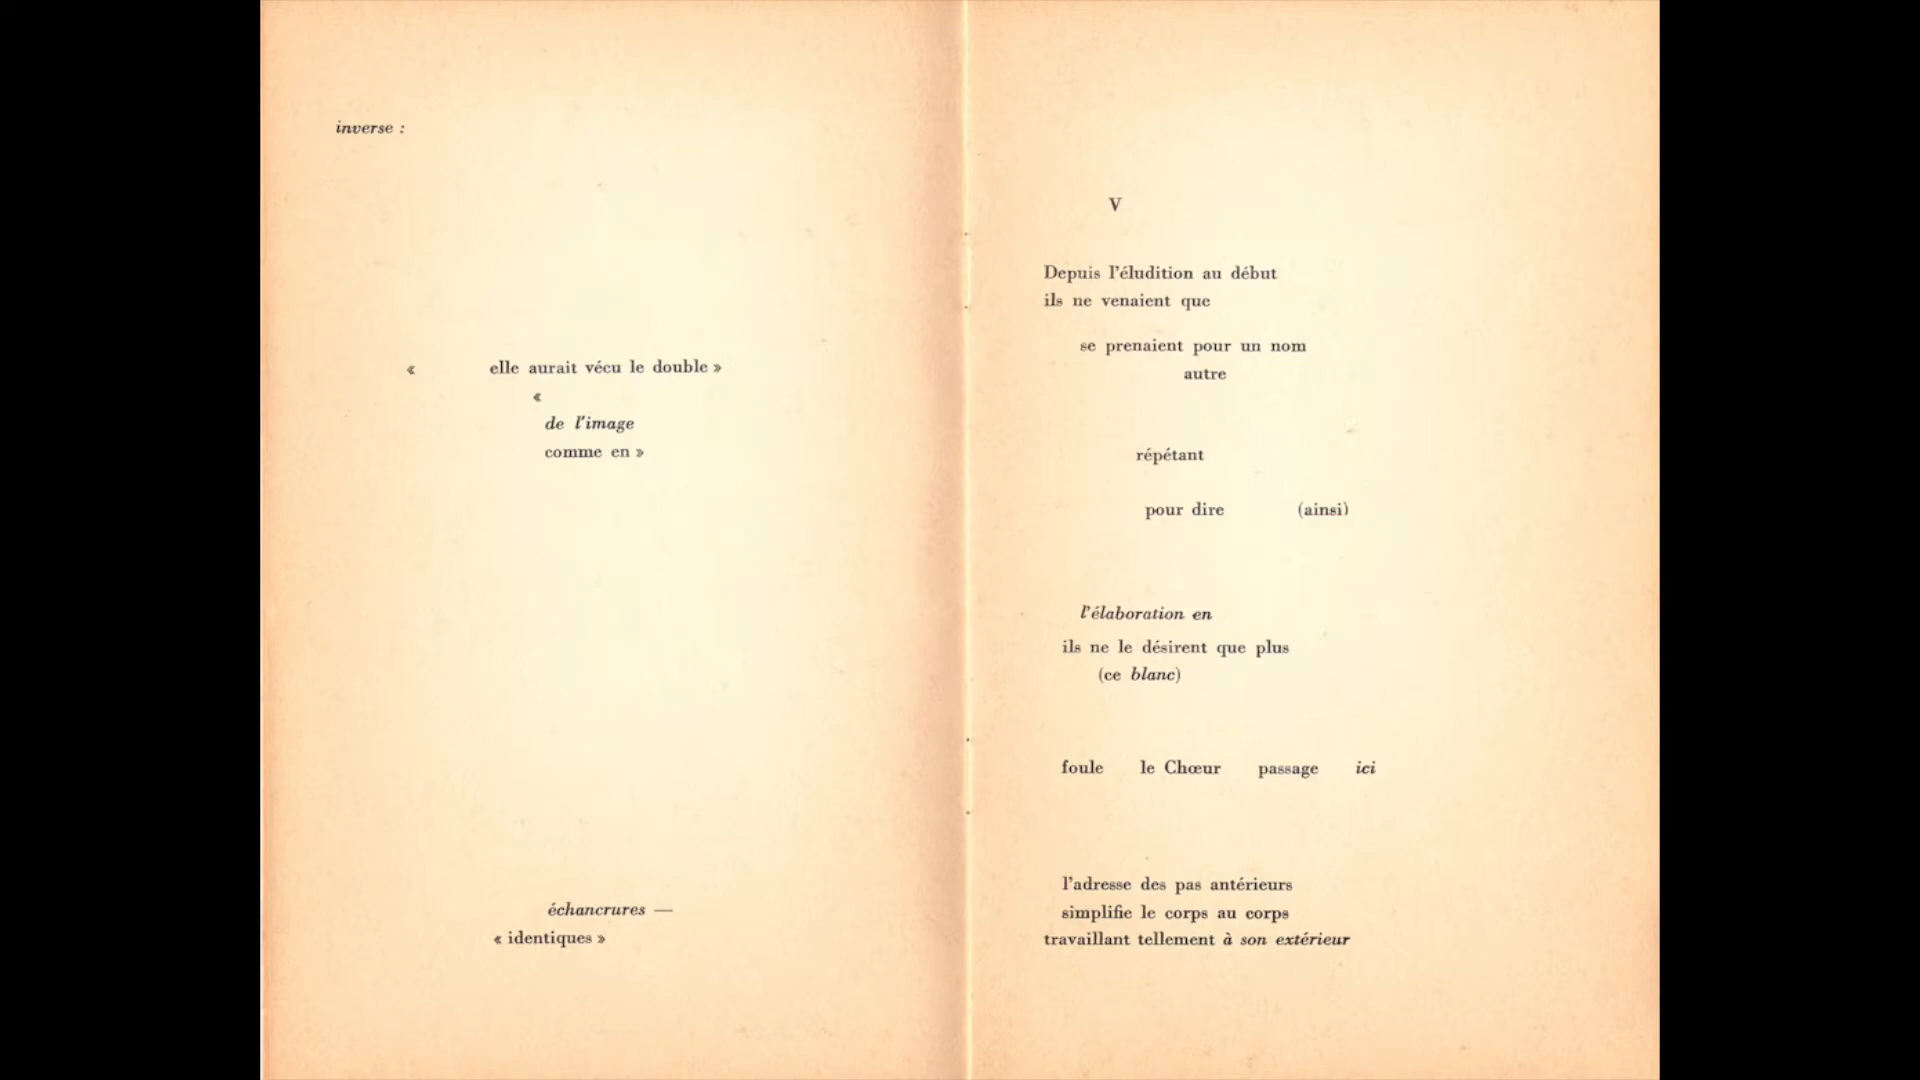 inverse :
« elle aurait vécu le double »
«
de l'image
comme en »
échancrures —
« identiques »
V
Depuis l'éludition au début
ils ne venaient que
se prenaient pour un nom
autre
répétant
pour dire (ainsi)
l'élaboration en
ils ne le désirent que plus
(ce blanc)
foule le Chœur passage ici
l'adresse des pas antérieurs
simplifie le corps au corps
travaillant tellement à son extérieur